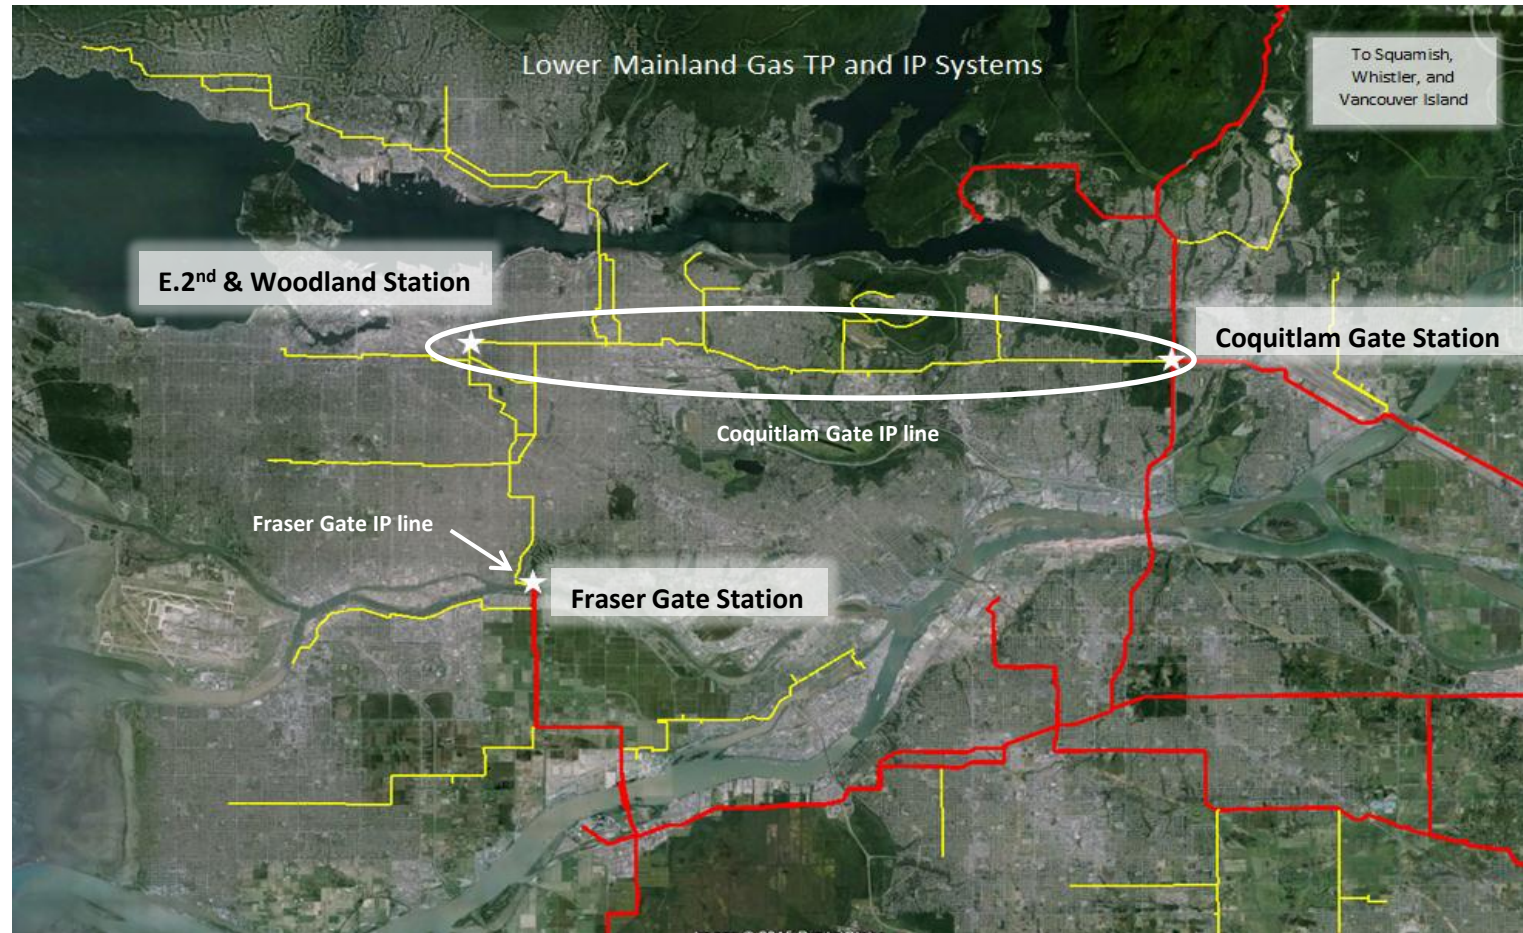 Lower Mainland Gas TP and IP Systems
To Squamish,
Whistler, and
Vancouver Island
E.2nd & Woodland Station
Coquitlam Gate Station
Coquitlam Gate IP line
Fraser Gate IP line
Fraser Gate Station